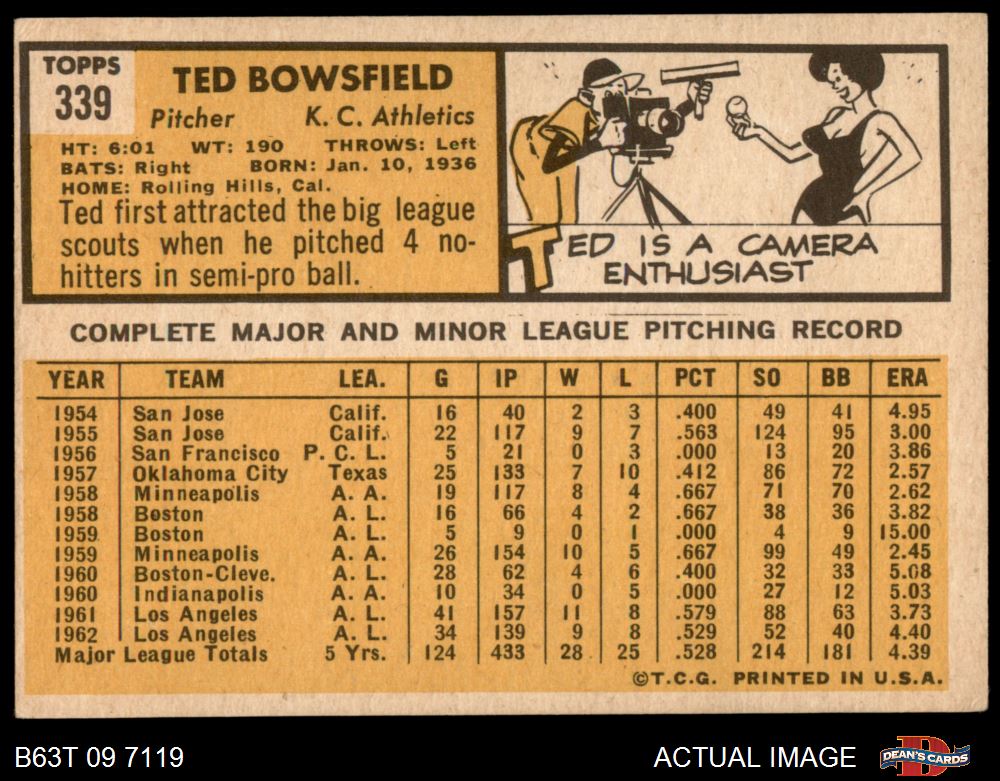 TOPPS
339
TED BOWSFIELD
Pitcher K. C. Athletics
HT: 6:01 WT: 190 THROWS: Left
BATS: Right BORN: Jan. 10, 1936
HOME: Rolling Hills, Cal.
Ted first attracted the big league
scouts when he pitched 4 no-
hitters in semi-pro ball.
TED IS A CAMERA
ENTHUSIAST
COMPLETE MAJOR AND MINOR LEAGUE PITCHING RECORD
YEAR TEAM LEA. G IP W L PCT SO BB ERA
1954 San Jose Calif. 16 40 2 3 .400 49 41 4.95
1955 San Jose Calif. 22 117 9 7 .563 124 95 3.00
1956 San Francisco P. C. L. 5 21 0 3 .000 13 20 3.86
1957 Oklahoma City Texas 25 133 7 10 .412 86 72 2.57
1958 Minneapolis A. A. 19 117 8 4 .667 71 70 2.62
1958 Boston A. L. 16 66 4 2 .667 38 36 3.82
1959 Boston A. L. 5 9 0 1 .000 4 9 15.00
1959 Minneapolis A. A. 26 154 10 5 .667 99 49 2.45
1960 Boston-Cleve. A. L. 28 62 4 6 .400 32 33 5.08
1960 Indianapolis A. A. 10 34 0 5 .000 27 12 5.03
1961 Los Angeles A. L. 41 157 11 8 .579 88 63 3.73
1962 Los Angeles A. L. 34 139 9 8 .529 52 40 4.40
Major League Totals 5 Yrs. 124 433 28 25 .528 214 181 4.39
©T.C.G. PRINTED IN U.S.A.
B63T 09 7119 ACTUAL IMAGE DEAN'S CARDS